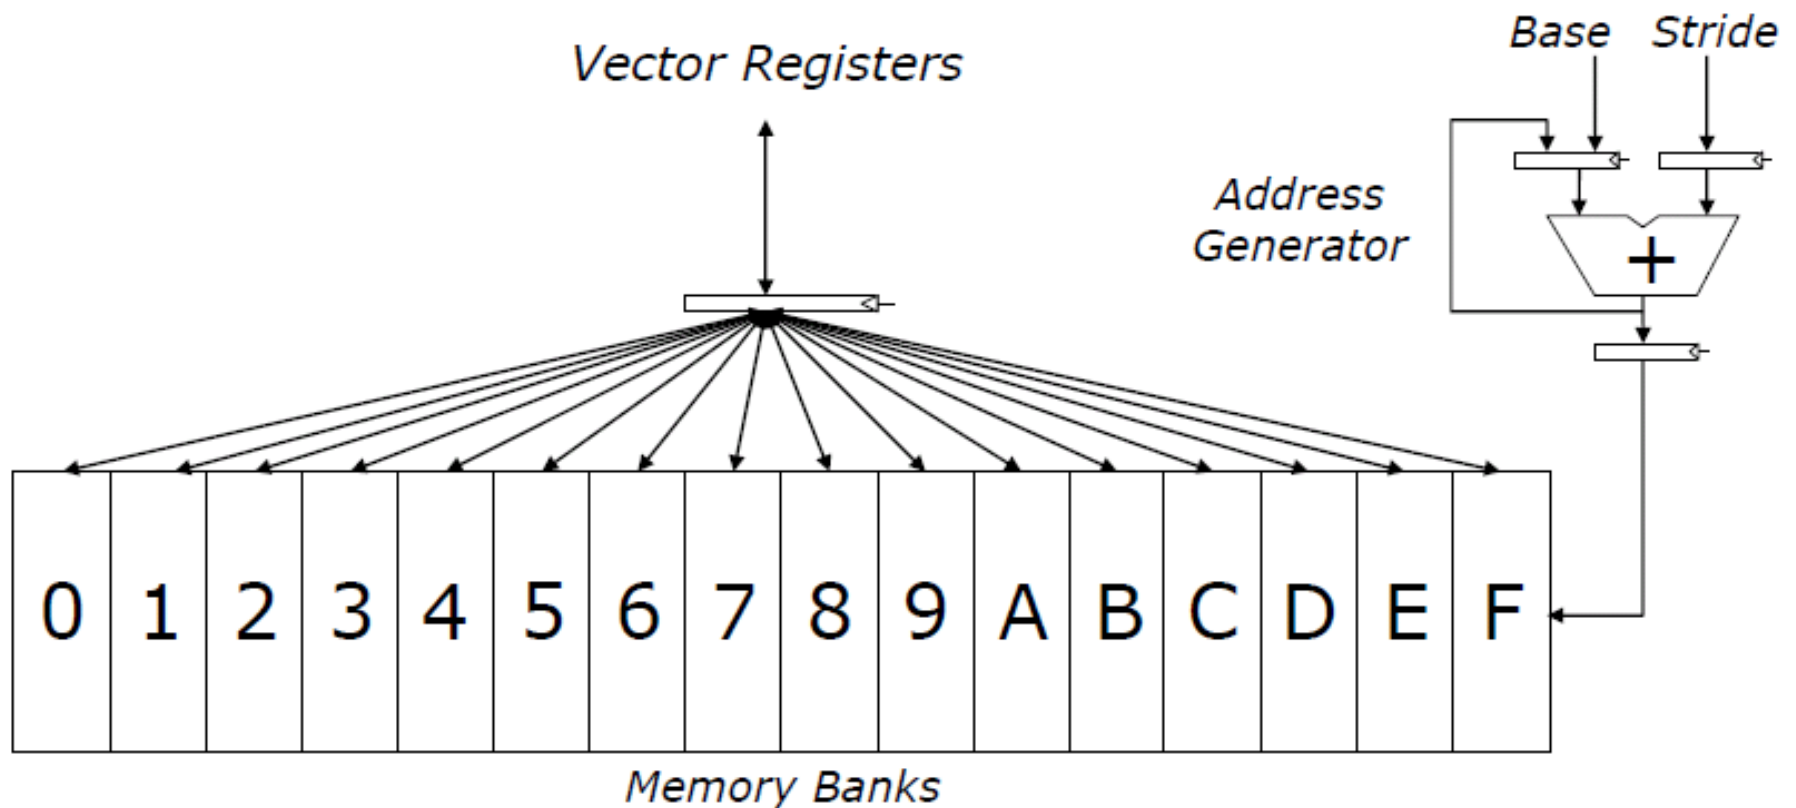 Base Stride
Vector Registers
Address
Generator
+
0 1 2 3 4 5 6 7 8 9 A B C D E F
Memory Banks